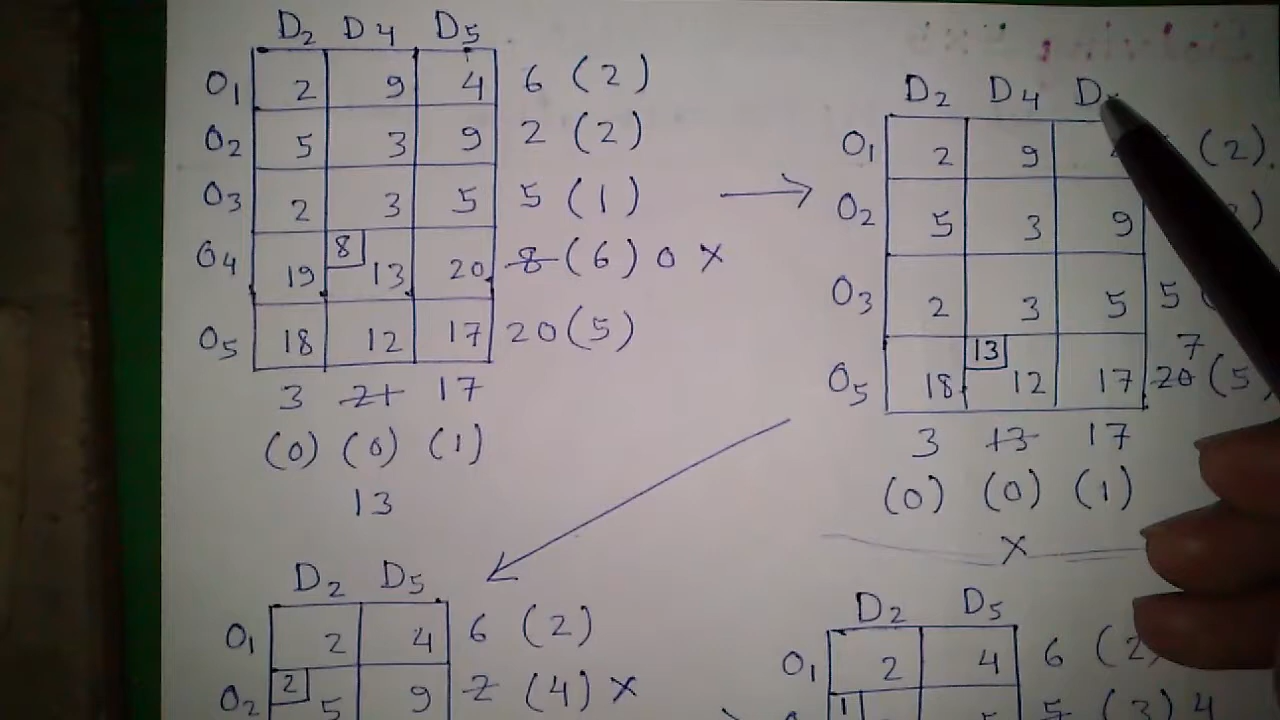 D2 D4 D5
O1 2 9 4 6 (2)
O2 5 3 9 2 (2)
O3 2 3 5 5 (1)
O4 19 8 13 20 8 (6) 0 ×
O5 18 12 17 20 (5)
3 21 17
(0) (0) (1)
13
→
D2 D4 D
O1 2 9 (2)
O2 5 3 9 )
O3 2 3 5 5 (
7
O5 18 13 12 17 20 (5
3 13 17
(0) (0) (1)
×
D2 D5
O1 2 4 6 (2)
O2 2 5 9 2 (4) ×
D2 D5
O1 2 4 6 (2
1 5 (3) 4